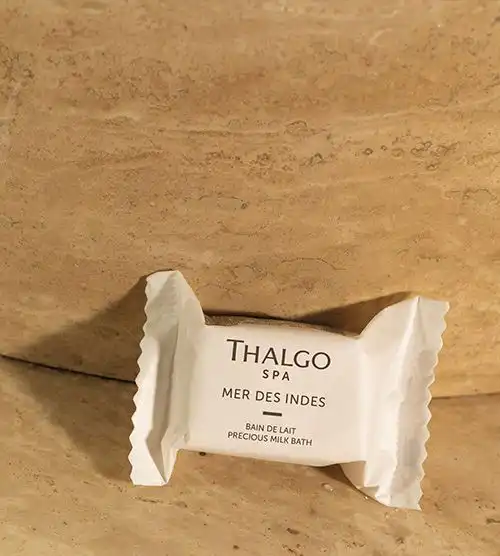 THALGO
SPA
MER DES INDES
BAIN DE LAIT
PRECIOUS MILK BATH